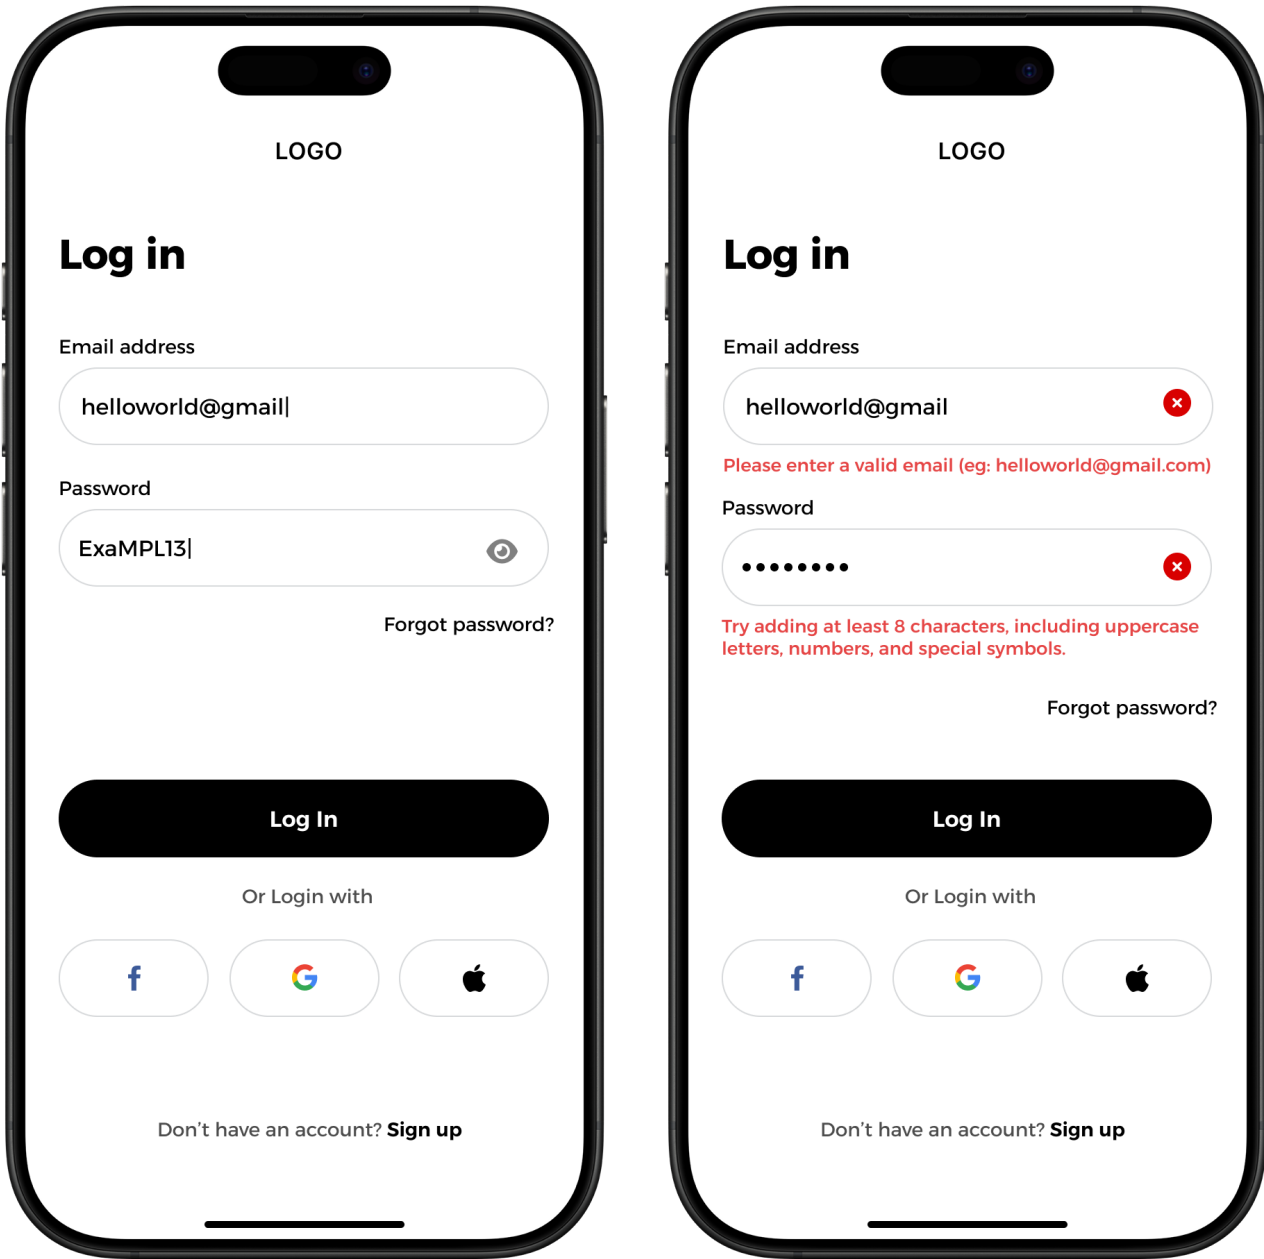 LOGO
Log in
Email address
helloworld@gmail
Password
ExaMPL13
Forgot password?
Log In
Or Login with
Don't have an account? Sign up
LOGO
Log in
Email address
helloworld@gmail
Please enter a valid email (eg: helloworld@gmail.com)
Password
••••••••
Try adding at least 8 characters, including uppercase
letters, numbers, and special symbols.
Forgot password?
Log In
Or Login with
Don't have an account? Sign up